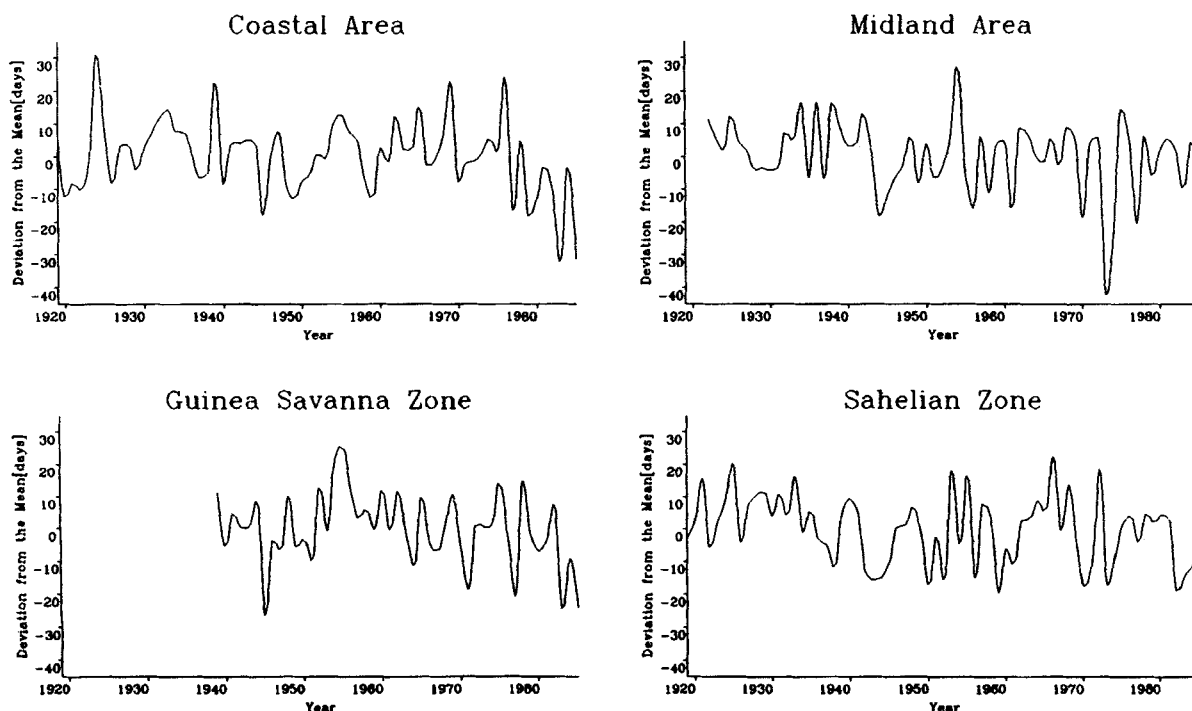 Coastal Area
Deviation from the Mean[days]
30
20
10
0
-10
-20
-30
-40
1920 1930 1940 1950 1960 1970 1960
Year
Midland Area
Deviation from the Mean[days]
30
20
10
0
-10
-20
-30
-40
1920 1930 1940 1950 1960 1970 1980
Year
Guinea Savanna Zone
Deviation from the Mean[days]
30
20
10
0
-10
-20
-30
-40
1920 1930 1940 1950 1960 1970 1960
Year
Sahelian Zone
Deviation from the Mean[days]
30
20
10
0
-10
-20
-30
-40
1920 1930 1940 1950 1960 1970 1980
Year